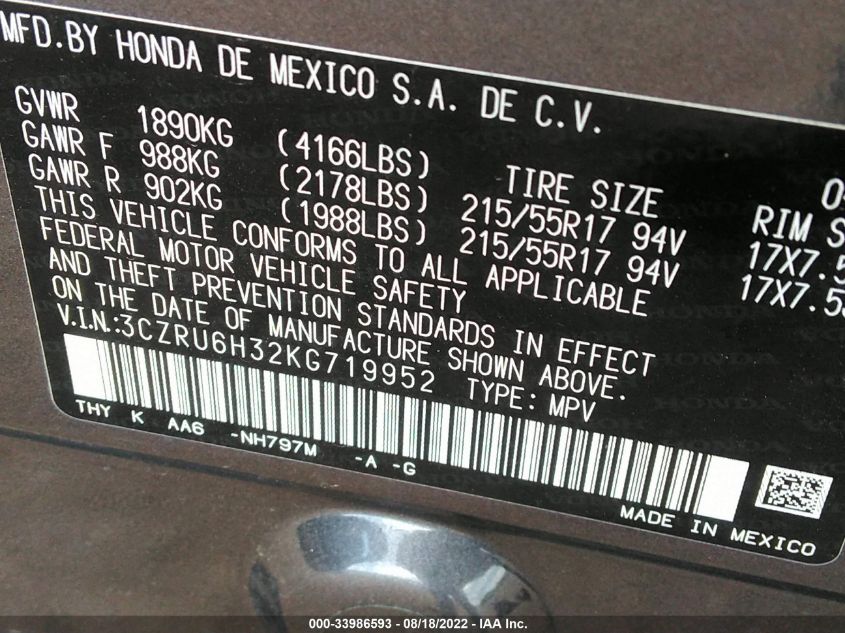 MFD.BY HONDA DE MEXICO S.A. DE C.V.
GVWR 1890KG (4166LBS) TIRE SIZE RIM S
GAWR F 988KG (2178LBS) 215/55R17 94V 17X7.5
GAWR R 902KG (1988LBS) 215/55R17 94V 17X7.5
THIS VEHICLE CONFORMS TO ALL APPLICABLE
FEDERAL MOTOR VEHICLE SAFETY
AND THEFT PREVENTION STANDARDS IN EFFECT
ON THE DATE OF MANUFACTURE SHOWN ABOVE.
V.I.N.:3CZRU6H32KG719952 TYPE: MPV
THY K AA6 -NH797M -A -G
MADE IN MEXICO
000-33986593 - 08/18/2022 - IAA Inc.